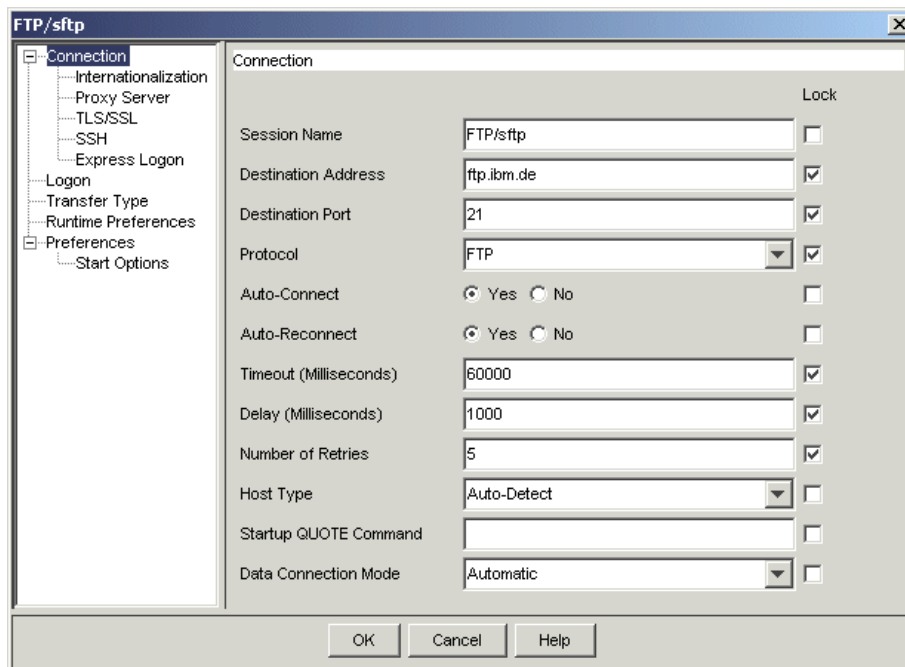 FTP/sftp
Connection
Internationalization
Proxy Server
TLS/SSL
SSH
Express Logon
Logon
Transfer Type
Runtime Preferences
Preferences
Start Options
Connection
Lock
Session Name FTP/sftp
Destination Address ftp.ibm.de
Destination Port 21
Protocol FTP
Auto-Connect Yes No
Auto-Reconnect Yes No
Timeout (Milliseconds) 60000
Delay (Milliseconds) 1000
Number of Retries 5
Host Type Auto-Detect
Startup QUOTE Command
Data Connection Mode Automatic
OK Cancel Help